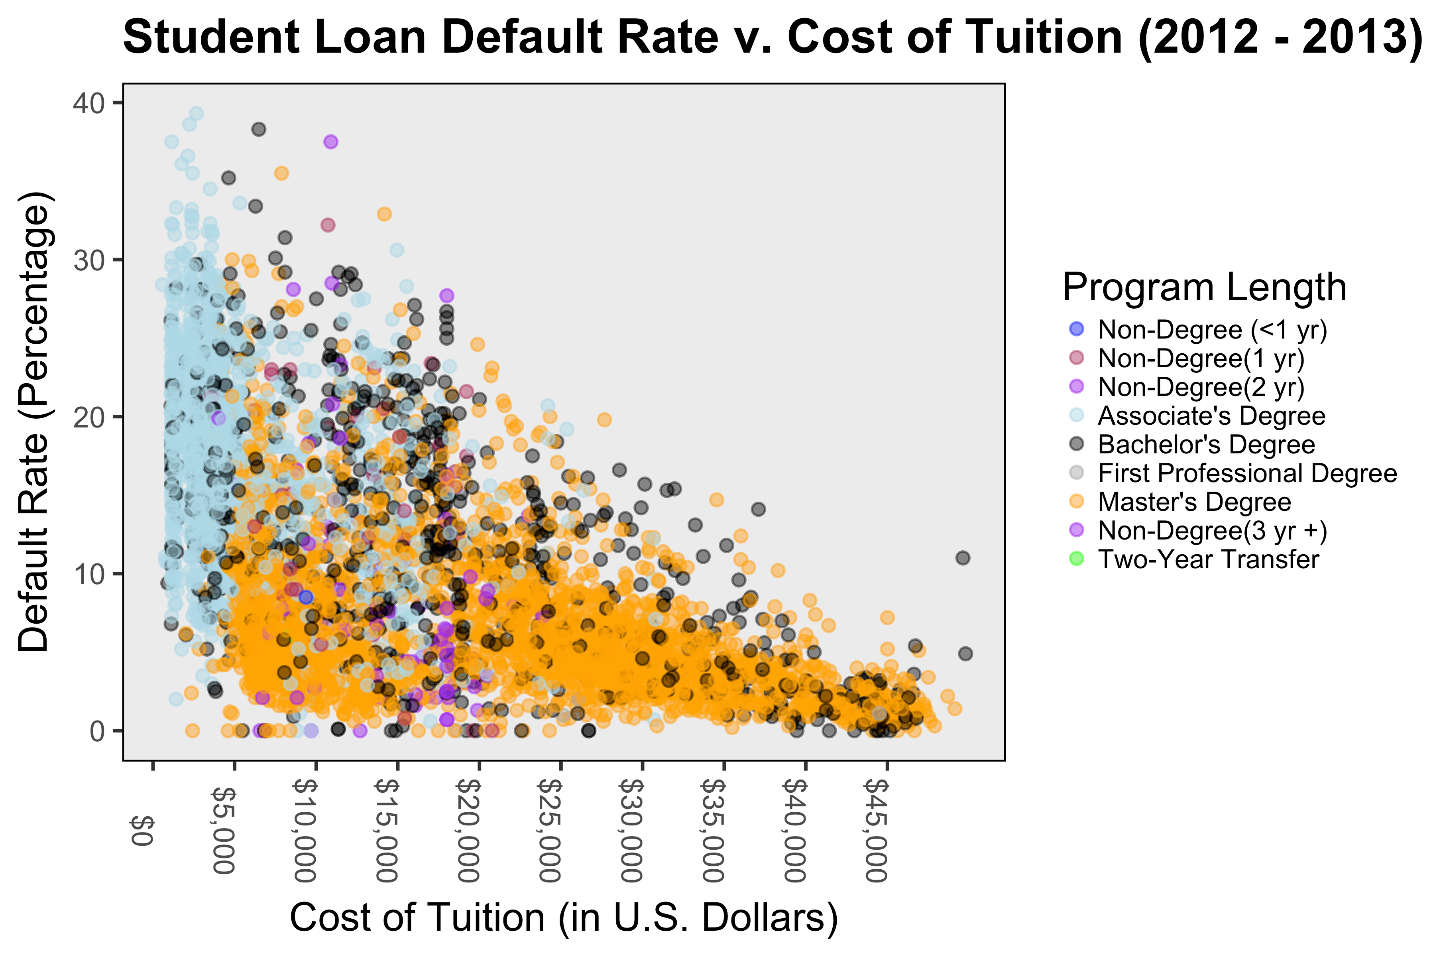 Student Loan Default Rate v. Cost of Tuition (2012 - 2013)
Default Rate (Percentage)
40
30
20
10
0
$0
$5,000
$10,000
$15,000
$20,000
$25,000
$30,000
$35,000
$40,000
$45,000
Cost of Tuition (in U.S. Dollars)
Program Length
Non-Degree (<1 yr)
Non-Degree(1 yr)
Non-Degree(2 yr)
Associate's Degree
Bachelor's Degree
First Professional Degree
Master's Degree
Non-Degree(3 yr +)
Two-Year Transfer